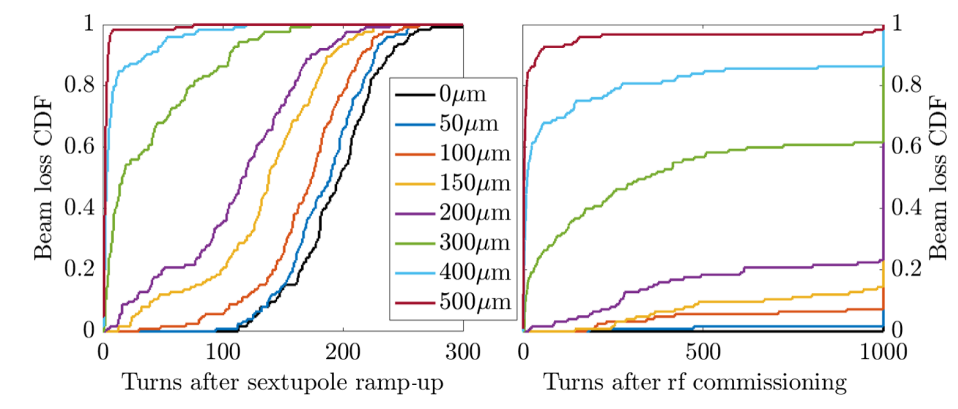 1
0.8
0.6
0.4
0.2
0
Beam loss CDF
0
100
200
300
Turns after sextupole ramp-up
0μm
50μm
100μm
150μm
200μm
300μm
400μm
500μm
1
0.8
0.6
0.4
0.2
0
Beam loss CDF
0
500
1000
Turns after rf commissioning